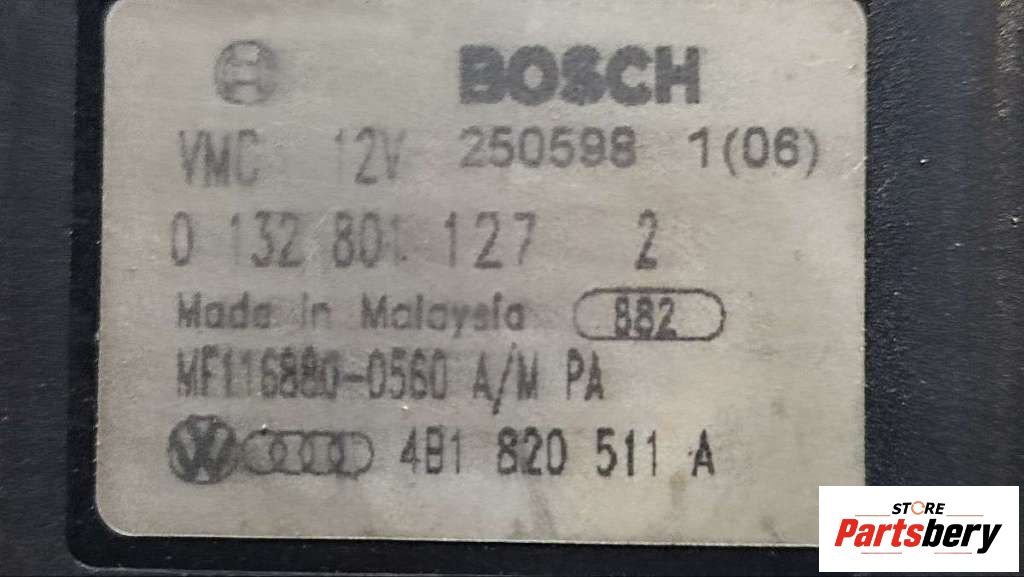 BOSCH
VMC 12V 250598 1(06)
0 132 801 127 2
Made in Malaysia 882
MF116880-0560 A/M PA
VW 4B1 820 511 A
STORE
Partsbery